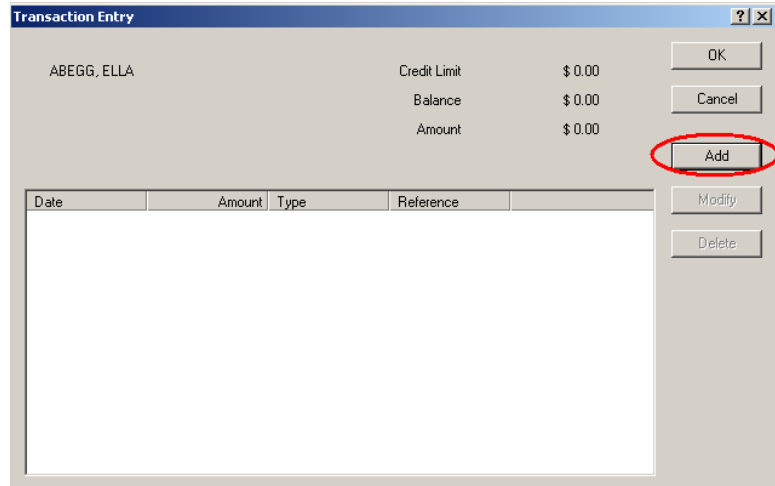 Transaction Entry
OK
ABEGG, ELLA Credit Limit $ 0.00
Balance $ 0.00 Cancel
Amount $ 0.00
Add
Date Amount Type Reference Modify
Delete